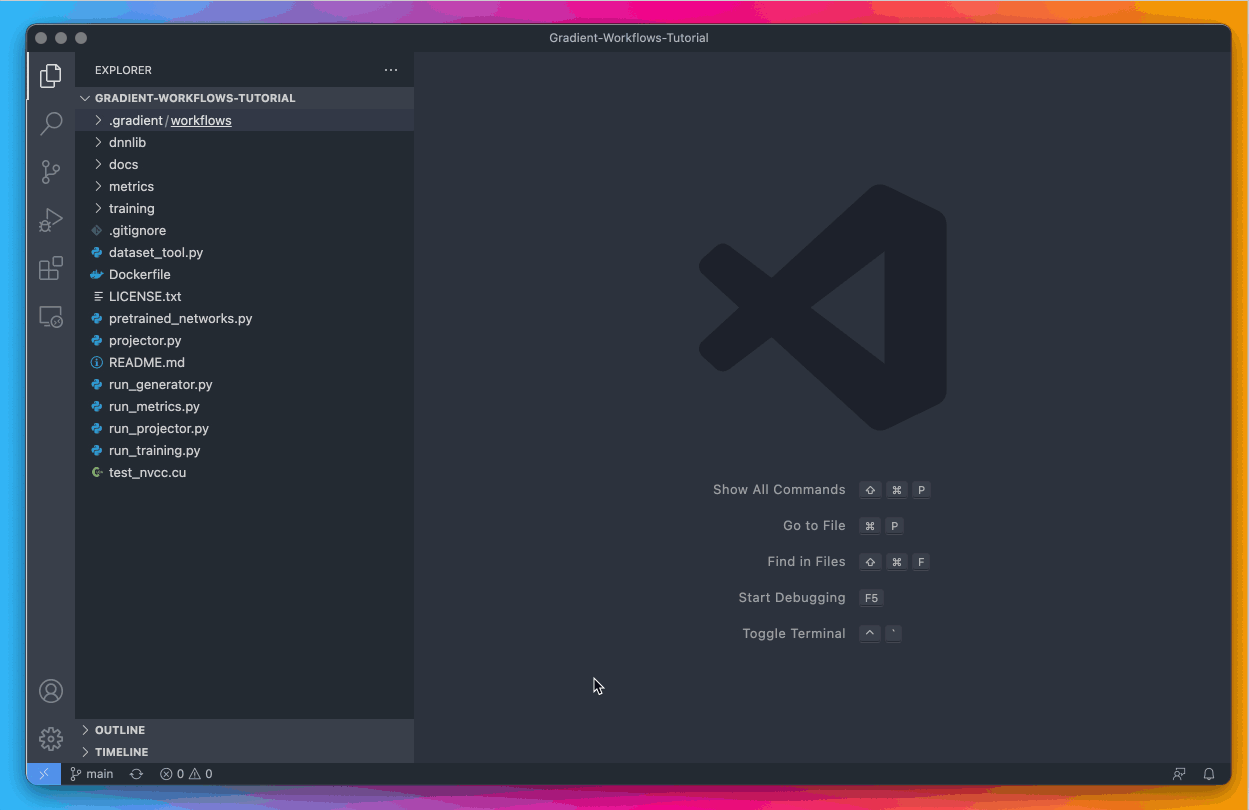 Gradient-Workflows-Tutorial
EXPLORER
GRADIENT-WORKFLOWS-TUTORIAL
.gradient/workflows
dnnlib
docs
metrics
training
.gitignore
dataset_tool.py
Dockerfile
LICENSE.txt
pretrained_networks.py
projector.py
README.md
run_generator.py
run_metrics.py
run_projector.py
run_training.py
test_nvcc.cu
Show All Commands ⇧ ⌘ P
Go to File ⌘ P
Find in Files ⇧ ⌘ F
Start Debugging F5
Toggle Terminal ^ `
OUTLINE
TIMELINE
main 0 0